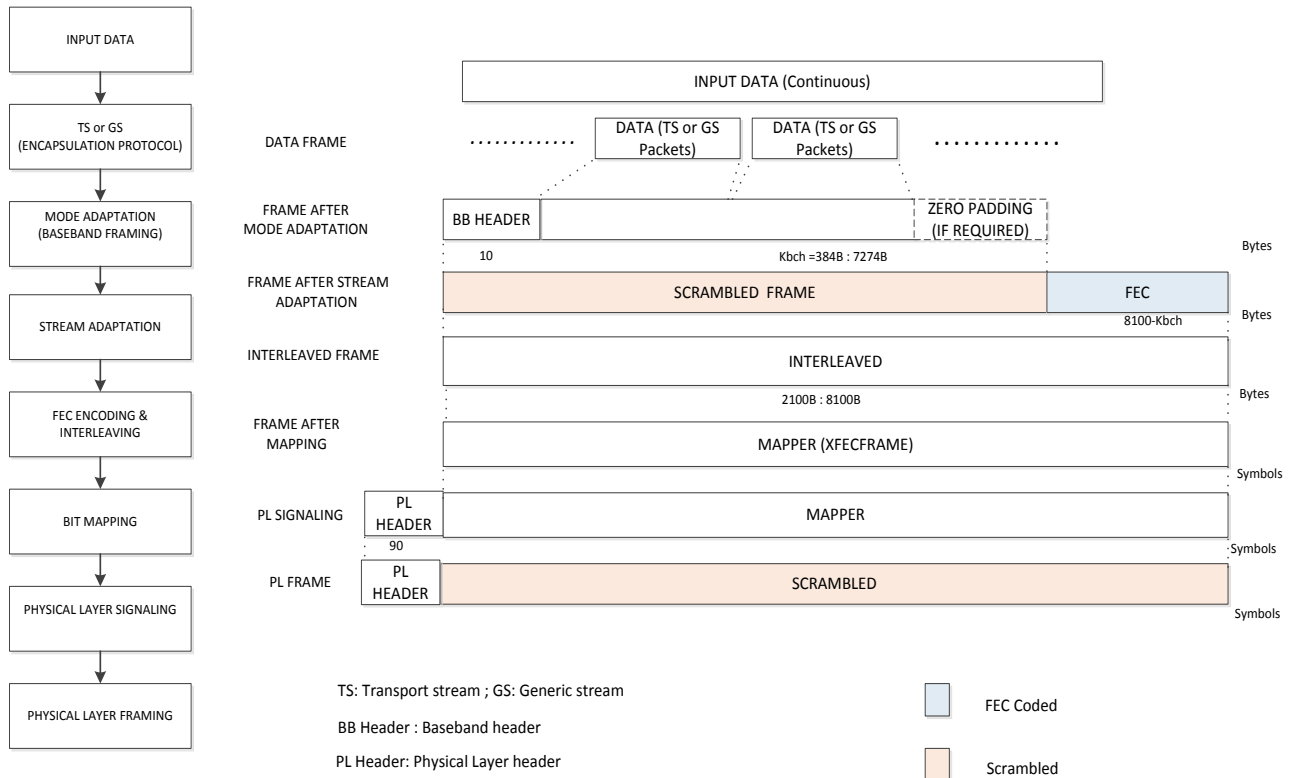 INPUT DATA
TS or GS
(ENCAPSULATION PROTOCOL)
MODE ADAPTATION
(BASEBAND FRAMING)
STREAM ADAPTATION
FEC ENCODING &
INTERLEAVING
BIT MAPPING
PHYSICAL LAYER SIGNALING
PHYSICAL LAYER FRAMING
INPUT DATA (Continuous)
DATA FRAME
DATA (TS or GS
Packets)
DATA (TS or GS
Packets)
FRAME AFTER
MODE ADAPTATION
BB HEADER
ZERO PADDING
(IF REQUIRED)
10
Kbch =384B : 7274B
Bytes
FRAME AFTER STREAM
ADAPTATION
SCRAMBLED FRAME
FEC
8100-Kbch
Bytes
INTERLEAVED FRAME
INTERLEAVED
2100B : 8100B
Bytes
FRAME AFTER
MAPPING
MAPPER (XFECFRAME)
Symbols
PL SIGNALING
PL
HEADER
MAPPER
90
Symbols
PL FRAME
PL
HEADER
SCRAMBLED
Symbols
TS: Transport stream ; GS: Generic stream
BB Header : Baseband header
PL Header: Physical Layer header
FEC Coded
Scrambled